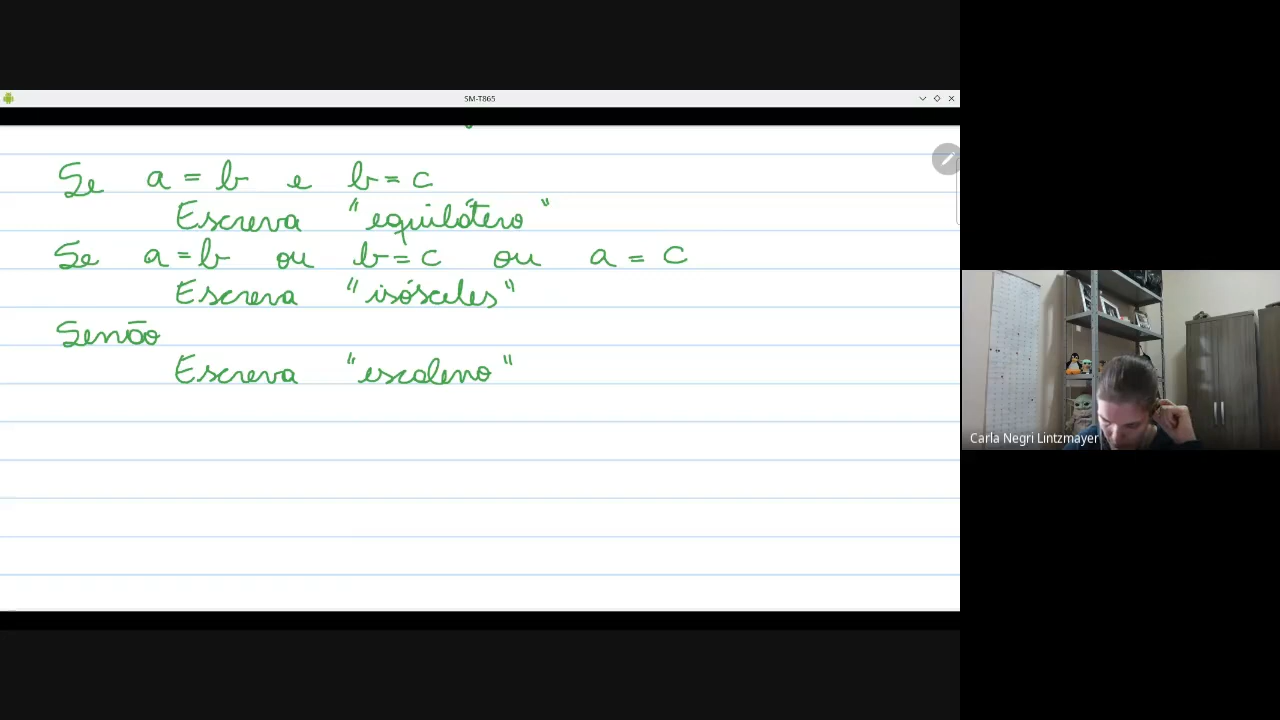 SM-T865
Se a = b e b = c
Escreva "equilátero"
Se a = b ou b = c ou a = c
Escreva "isósceles"
Senão
Escreva "escaleno"
Carla Negri Lintzmayer